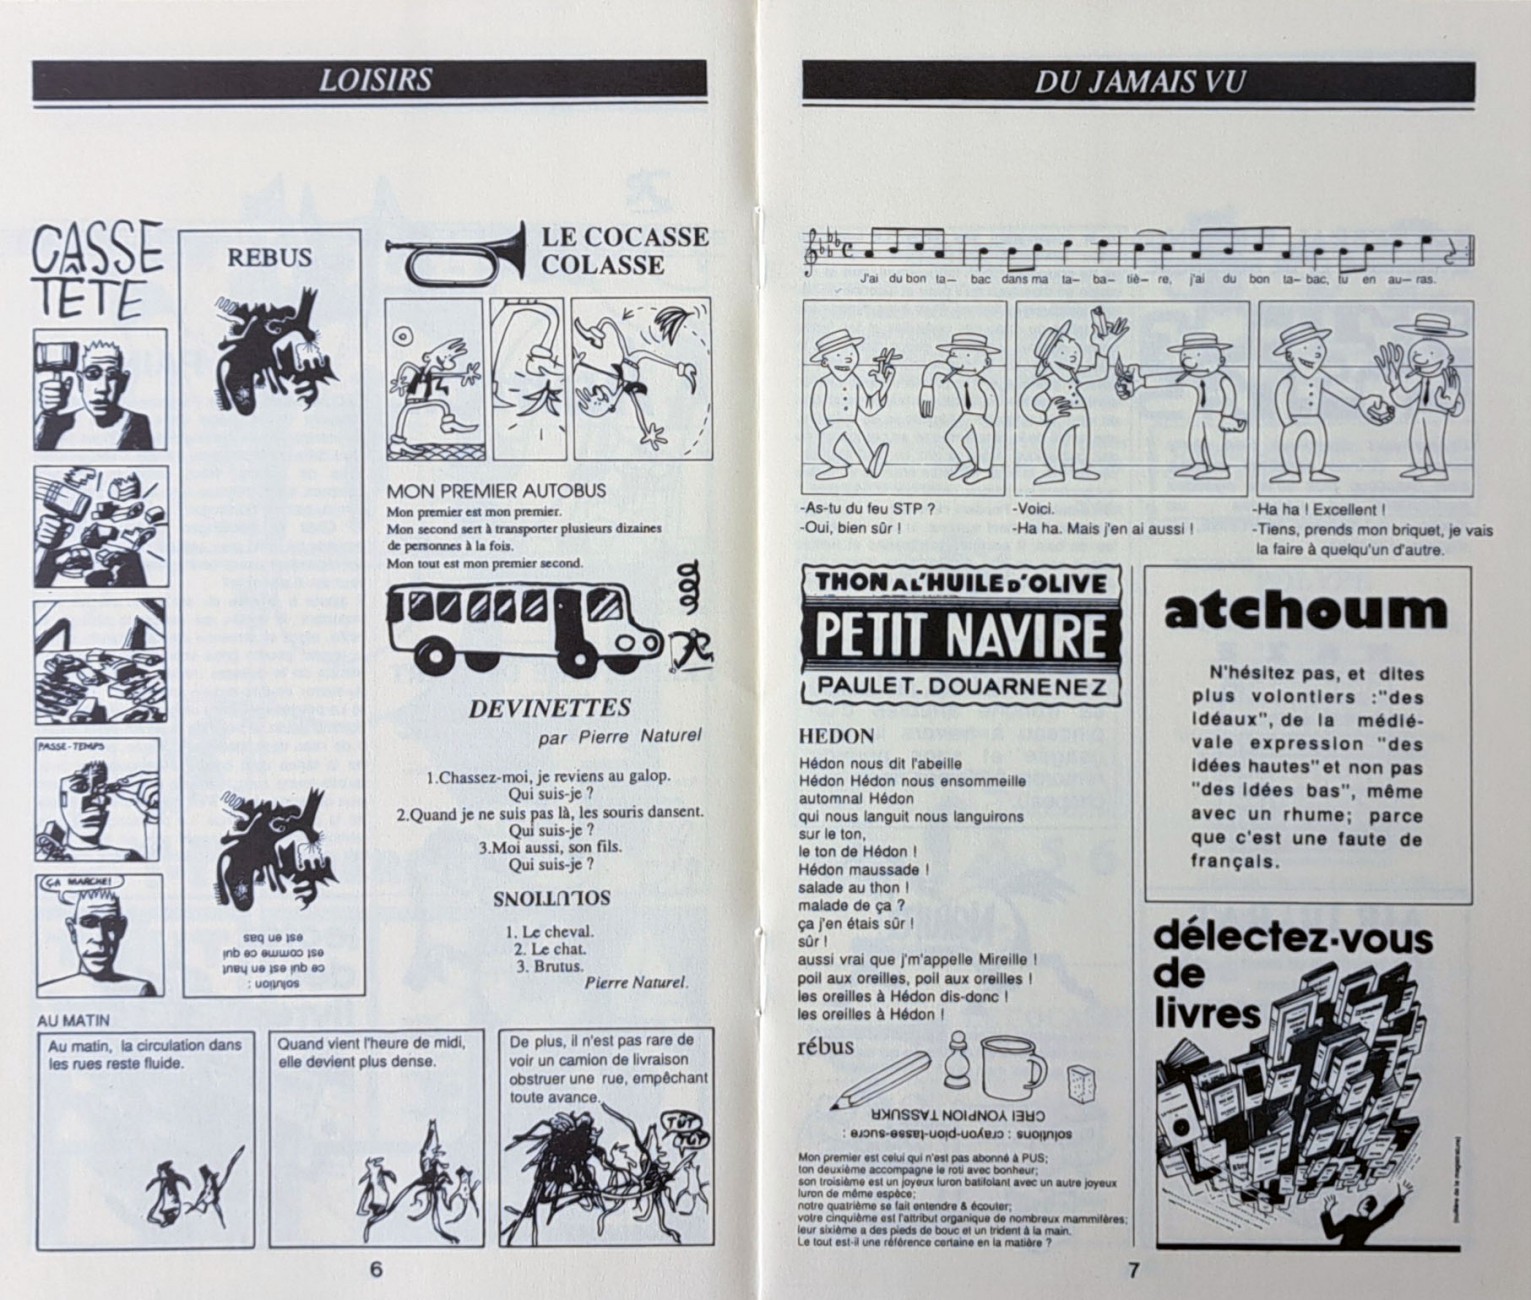 LOISIRS
CASSE
TÊTE
PASSE-TEMPS
ÇA MARCHE!
REBUS
solution :
ce qui est en haut
est comme ce qui
est en bas
LE COCASSE
COLASSE
MON PREMIER AUTOBUS
Mon premier est mon premier.
Mon second sert à transporter plusieurs dizaines
de personnes à la fois.
Mon tout est mon premier second.
DEVINETTES
par Pierre Naturel
1.Chassez-moi, je reviens au galop.
Qui suis-je ?
2.Quand je ne suis pas là, les souris dansent.
Qui suis-je ?
3.Moi aussi, son fils.
Qui suis-je ?
SOLUTIONS
1. Le cheval.
2. Le chat.
3. Brutus.
Pierre Naturel.
AU MATIN
Au matin, la circulation dans
les rues reste fluide.
Quand vient l'heure de midi,
elle devient plus dense.
De plus, il n'est pas rare de
voir un camion de livraison
obstruer une rue, empêchant
toute avance.
TUT
TUT
6
DU JAMAIS VU
J'ai du bon ta— bac dans ma ta— ba— tiè— re, j'ai du bon ta— bac, tu en au— ras.
-As-tu du feu STP ?
-Oui, bien sûr !
-Voici.
-Ha ha. Mais j'en ai aussi !
-Ha ha ! Excellent !
-Tiens, prends mon briquet, je vais
la faire à quelqu'un d'autre.
THON A L'HUILE D'OLIVE
PETIT NAVIRE
PAULET-DOUARNENEZ
HEDON
Hédon nous dit l'abeille
Hédon Hédon nous ensommeille
automnal Hédon
qui nous languit nous languirons
sur le ton,
le ton de Hédon !
Hédon maussade !
salade au thon !
malade de ça ?
ça j'en étais sûr !
sûr !
aussi vrai que j'm'appelle Mireille !
poil aux oreilles, poil aux oreilles !
les oreilles à Hédon dis-donc !
les oreilles à Hédon !
rébus
solutions : crayon-pion-tasse-sucre :
CREI YONPION TASSUKR
Mon premier est celui qui n'est pas abonné à PUS;
ton deuxième accompagne le roti avec bonheur;
son troisième est un joyeux luron batifolant avec un autre joyeux
luron de même espèce;
notre quatrième se fait entendre & écouter;
votre cinquième est l'attribut organique de nombreux mammifères;
leur sixième a des pieds de bouc et un trident à la main.
Le tout est-il une référence certaine en la matière ?
atchoum
N'hésitez pas, et dites
plus volontiers :"des
idéaux", de la médié-
vale expression "des
idées hautes" et non pas
"des idées bas", même
avec un rhume; parce
que c'est une faute de
français.
délectez-vous
de
livres
7